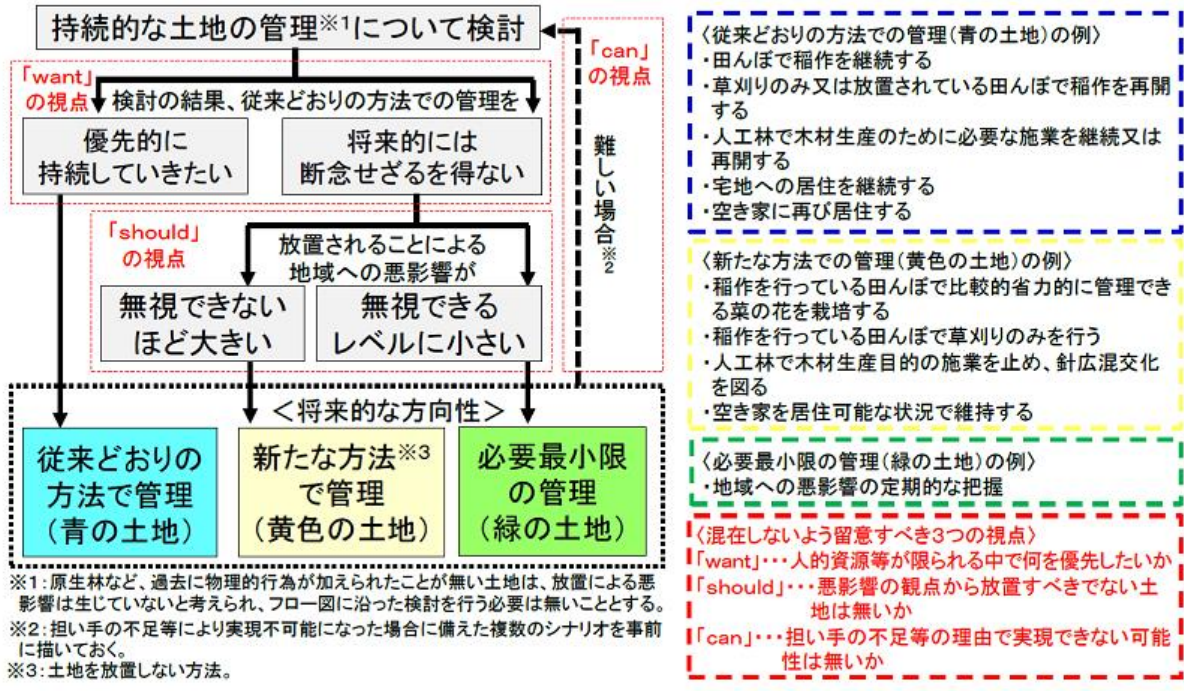 持続的な土地の管理※1について検討
「want」
の視点
検討の結果、従来どおりの方法での管理を
「can」
の視点
優先的に
持続していきたい
将来的には
断念せざるを得ない
難しい場合※2
「should」
の視点
放置されることによる
地域への悪影響が
無視できない
ほど大きい
無視できる
レベルに小さい
＜将来的な方向性＞
従来どおりの
方法で管理
（青の土地）
新たな方法※3
で管理
（黄色の土地）
必要最小限
の管理
（緑の土地）
※1：原生林など、過去に物理的行為が加えられたことが無い土地は、放置による悪
影響は生じていないと考えられ、フロー図に沿った検討を行う必要は無いこととする。
※2：担い手の不足等により実現不可能になった場合に備えた複数のシナリオを事前
に描いておく。
※3：土地を放置しない方法。
〈従来どおりの方法での管理（青の土地）の例〉
・田んぼで稲作を継続する
・草刈りのみ又は放置されている田んぼで稲作を再開
する
・人工林で木材生産のために必要な施業を継続又は
再開する
・宅地への居住を継続する
・空き家に再び居住する
〈新たな方法での管理（黄色の土地）の例〉
・稲作を行っている田んぼで比較的省力的に管理でき
る菜の花を栽培する
・稲作を行っている田んぼで草刈りのみを行う
・人工林で木材生産目的の施業を止め、針広混交化
を図る
・空き家を居住可能な状況で維持する
〈必要最小限の管理（緑の土地）の例〉
・地域への悪影響の定期的な把握
〈混在しないよう留意すべき3つの視点〉
「want」・・・人的資源等が限られる中で何を優先したいか
「should」・・・悪影響の観点から放置すべきでない土
地は無いか
「can」・・・担い手の不足等の理由で実現できない可能
性は無いか